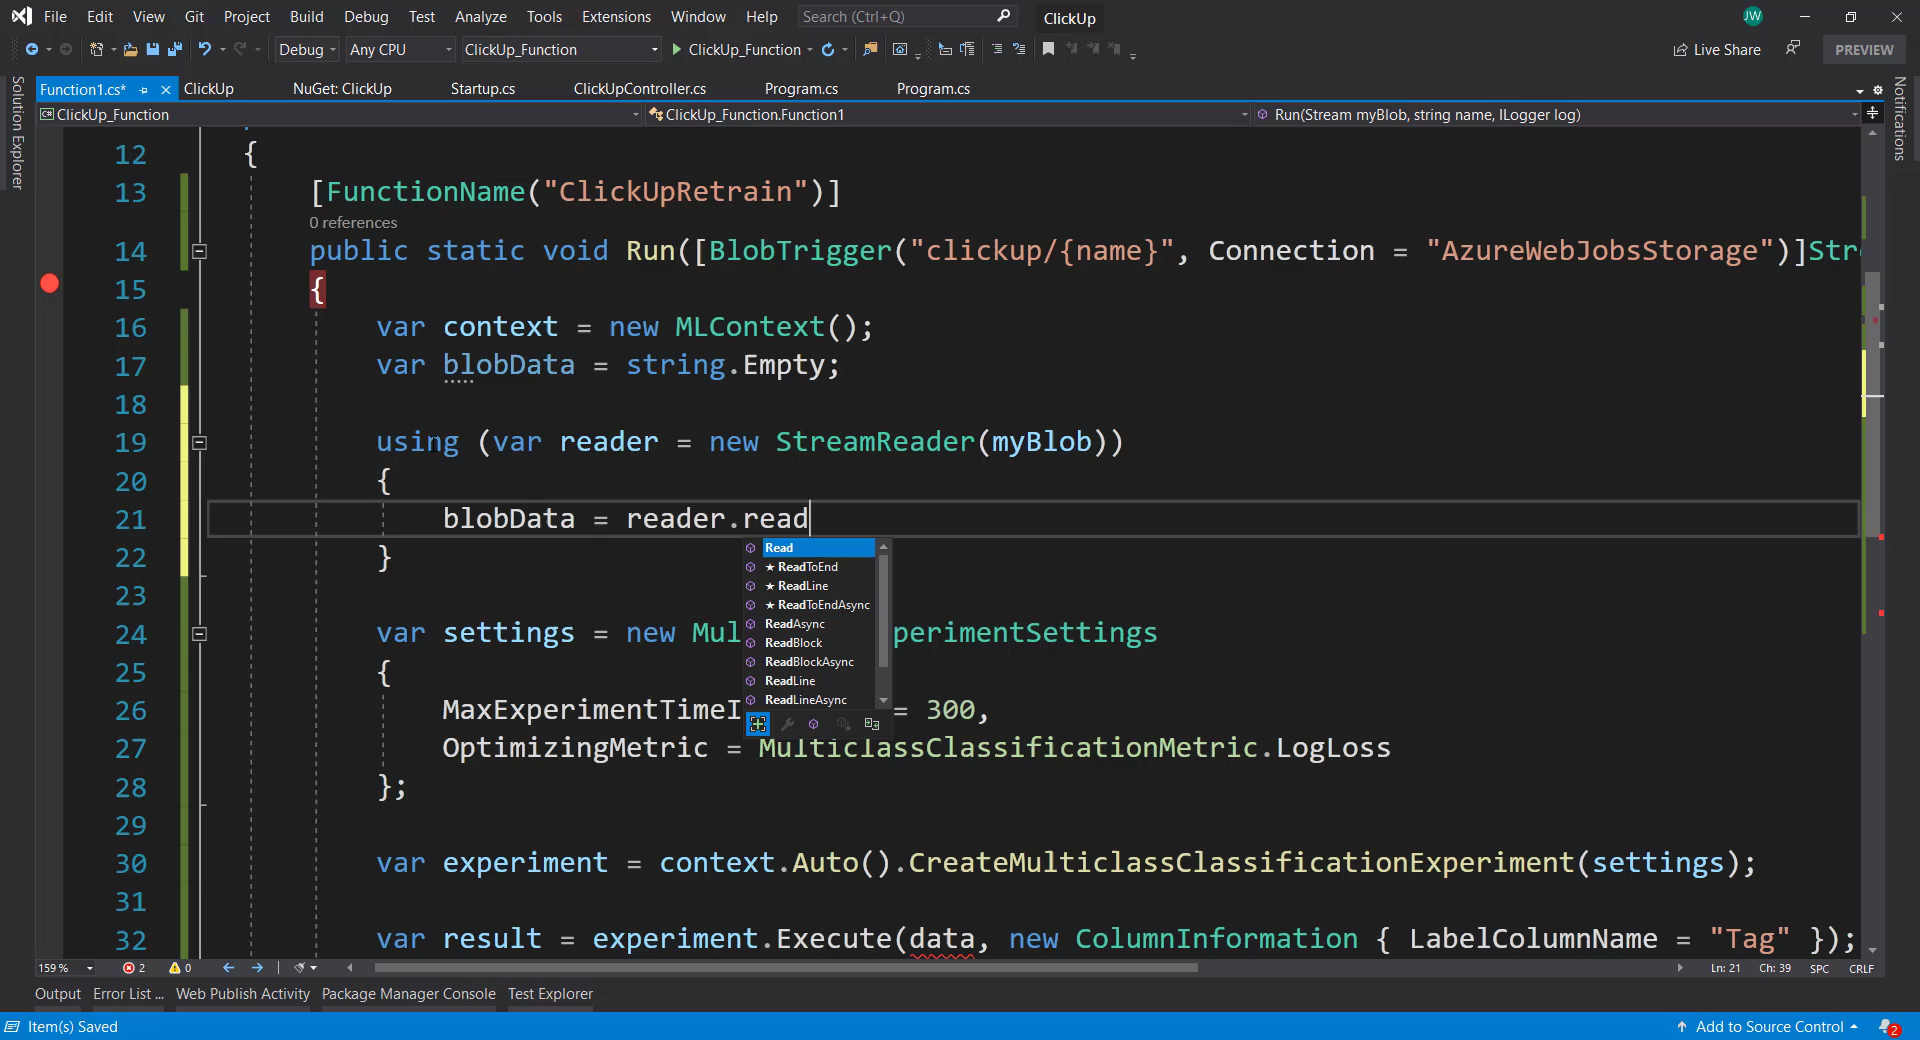 File Edit View Git Project Build Debug Test Analyze Tools Extensions Window Help Search (Ctrl+Q) ClickUp JW
Debug Any CPU ClickUp_Function ClickUp_Function Live Share PREVIEW
Function1.cs* ClickUp NuGet: ClickUp Startup.cs ClickUpController.cs Program.cs Program.cs
C# ClickUp_Function ClickUp_Function.Function1 Run(Stream myBlob, string name, ILogger log)
Solution Explorer
Notifications
12 {
13 [FunctionName("ClickUpRetrain")]
0 references
14 public static void Run([BlobTrigger("clickup/{name}", Connection = "AzureWebJobsStorage")]Str
15 {
16 var context = new MLContext();
17 var blobData = string.Empty;
18
19 using (var reader = new StreamReader(myBlob))
20 {
21 blobData = reader.read
22 }
23
24 var settings = new Mul perimentSettings
25 {
26 MaxExperimentTimeI = 300,
27 OptimizingMetric = MulticlassClassificationMetric.LogLoss
28 };
29
30 var experiment = context.Auto().CreateMulticlassClassificationExperiment(settings);
31
32 var result = experiment.Execute(data, new ColumnInformation { LabelColumnName = "Tag" });
Read
★ ReadToEnd
★ ReadLine
★ ReadToEndAsync
ReadAsync
ReadBlock
ReadBlockAsync
ReadLine
ReadLineAsync
159 % 2 0 Ln: 21 Ch: 39 SPC CRLF
Output Error List ... Web Publish Activity Package Manager Console Test Explorer
Item(s) Saved Add to Source Control 2